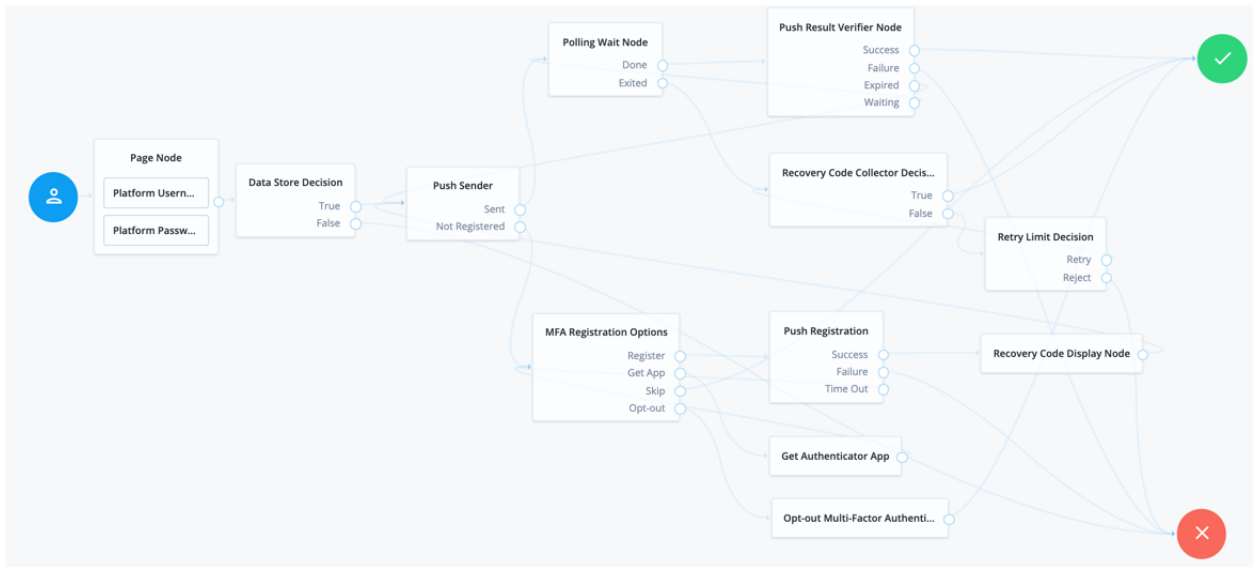 Page Node
Platform Usern...
Platform Passw...
Data Store Decision
True
False
Push Sender
Sent
Not Registered
Polling Wait Node
Done
Exited
Push Result Verifier Node
Success
Failure
Expired
Waiting
Recovery Code Collector Decis...
True
False
Retry Limit Decision
Retry
Reject
MFA Registration Options
Register
Get App
Skip
Opt-out
Push Registration
Success
Failure
Time Out
Recovery Code Display Node
Get Authenticator App
Opt-out Multi-Factor Authenti...